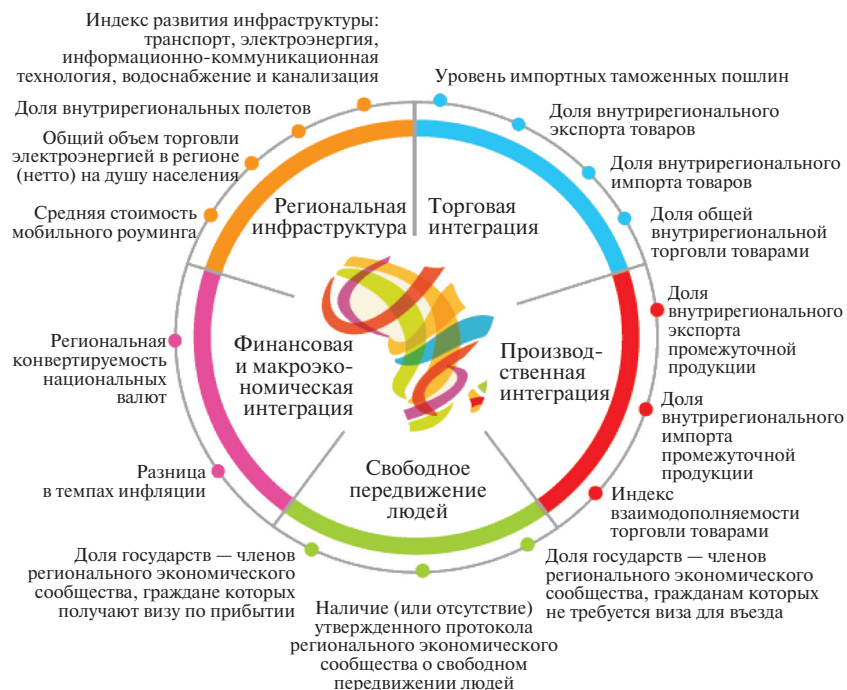 Индекс развития инфраструктуры:
транспорт, электроэнергия,
информационно-коммуникационная
технология, водоснабжение и канализация
Доля внутрирегиональных полетов
Общий объем торговли
электроэнергией в регионе
(нетто) на душу населения
Средняя стоимость
мобильного роуминга
Региональная
инфраструктура
Уровень импортных таможенных пошлин
Доля внутрирегионального
экспорта товаров
Доля внутрирегионального
импорта товаров
Доля общей
внутрирегиональной
торговли товарами
Торговая
интеграция
Доля
внутрирегионального
экспорта
промежуточной
продукции
Доля
внутрирегионального
импорта
промежуточной
продукции
Индекс
взаимодополняемости
торговли товарами
Производ-
ственная
интеграция
Региональная
конвертируемость
национальных
валют
Разница
в темпах инфляции
Финансовая
и макроэко-
номическая
интеграция
Свободное
передвижение
людей
Доля государств — членов
регионального экономического
сообщества, граждане которых
получают визу по прибытии
Наличие (или отсутствие)
утвержденного протокола
регионального экономического
сообщества о свободном
передвижении людей
Доля государств — членов
регионального экономического
сообщества, гражданам которых
не требуется виза для въезда